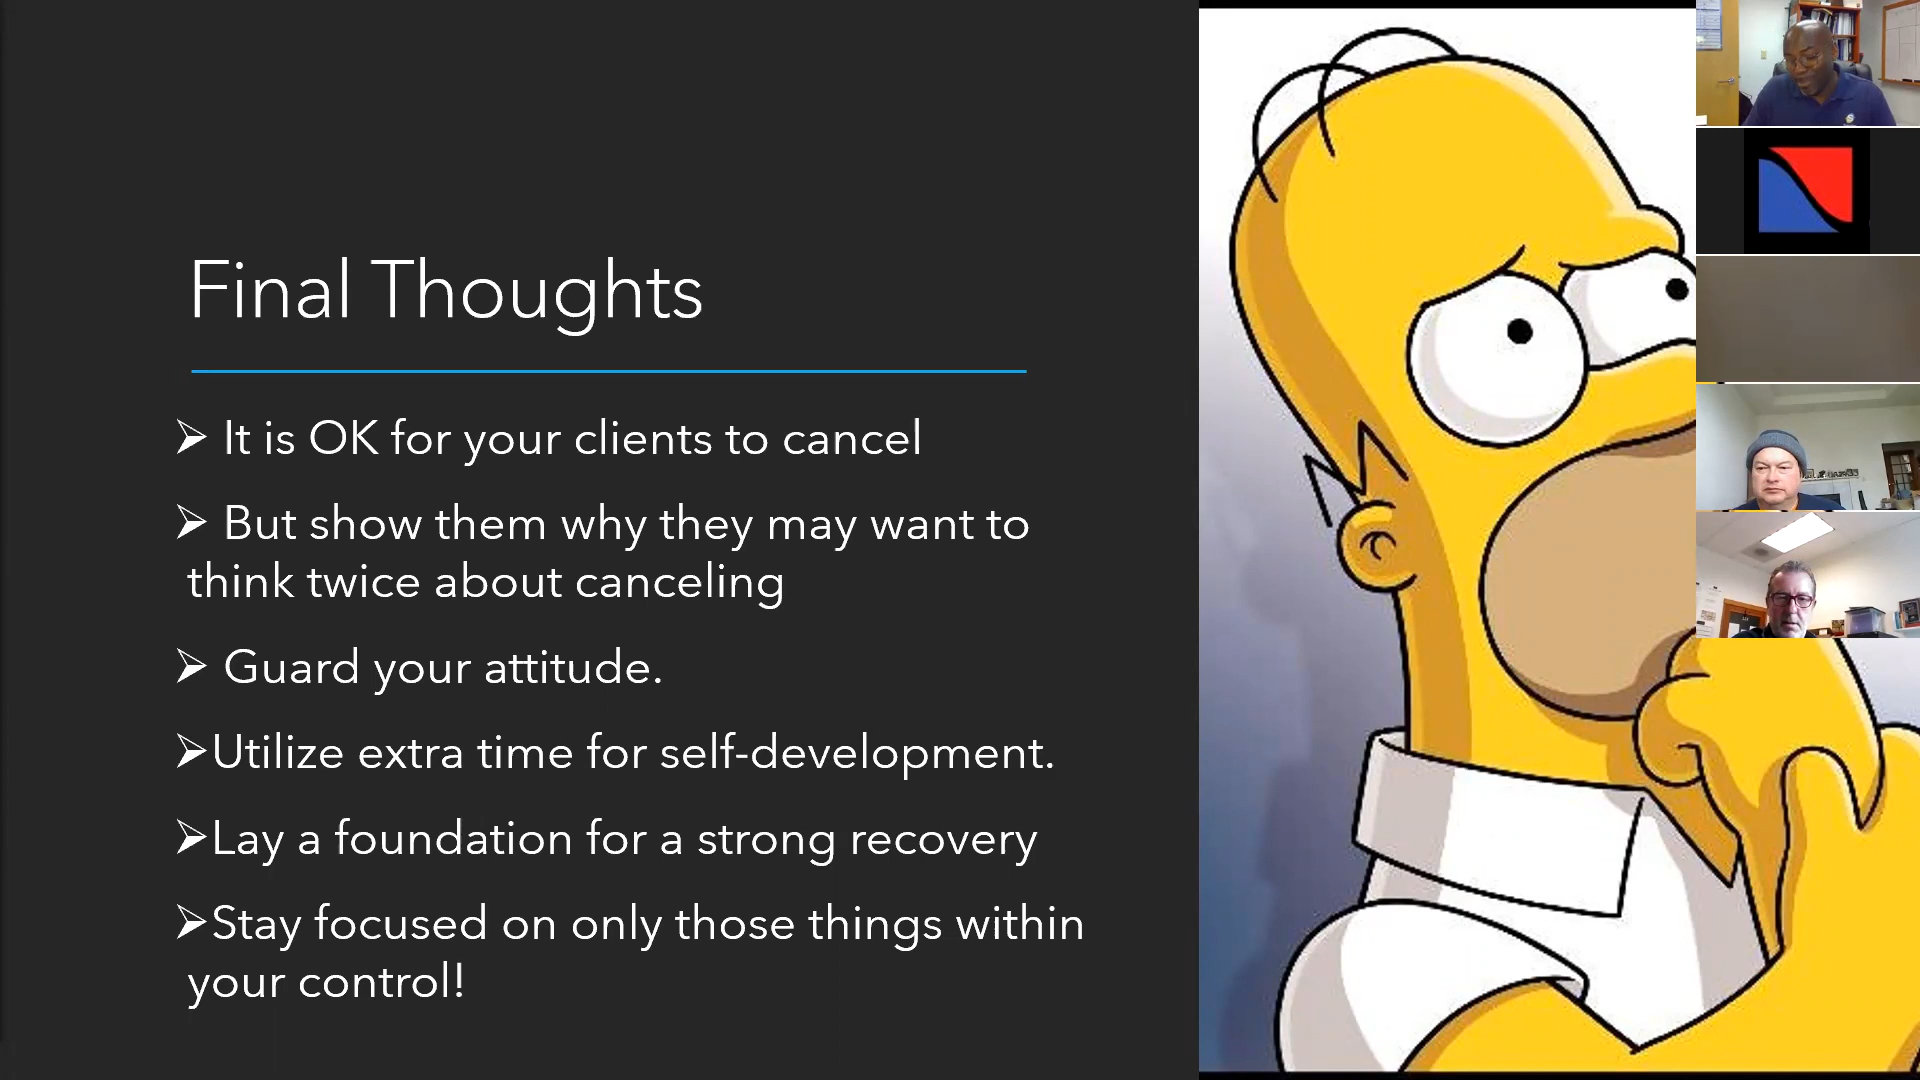 Final Thoughts
➢ It is OK for your clients to cancel
➢ But show them why they may want to
think twice about canceling
➢ Guard your attitude.
➢Utilize extra time for self-development.
➢Lay a foundation for a strong recovery
➢Stay focused on only those things within
your control!